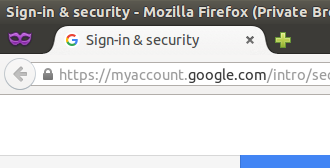 Sign-in & security - Mozilla Firefox (Private Br
Sign-in & security
https://myaccount.google.com/intro/sec